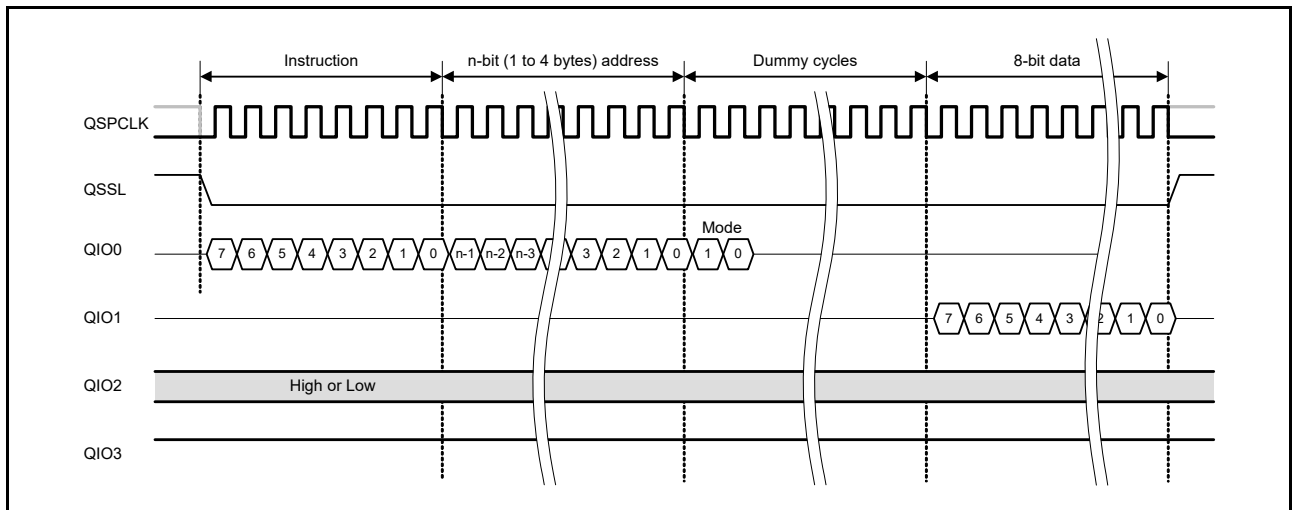 Instruction n-bit (1 to 4 bytes) address Dummy cycles 8-bit data
QSPCLK
QSSL
Mode
QIO0 7 6 5 4 3 2 1 0 n-1 n-2 n-3 3 2 1 0 1 0
QIO1 7 6 5 4 3 2 1 0
QIO2 High or Low
QIO3